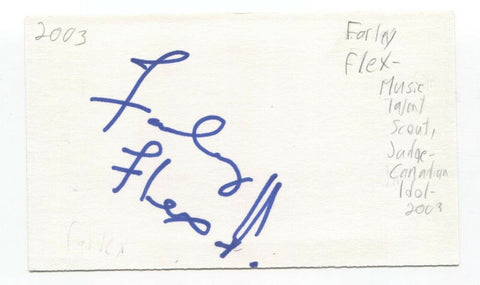 2003
Farley
Flex!
Farley
Flex-
Music
Talent
Scout,
Judge-
Canadian
Idol-
2003